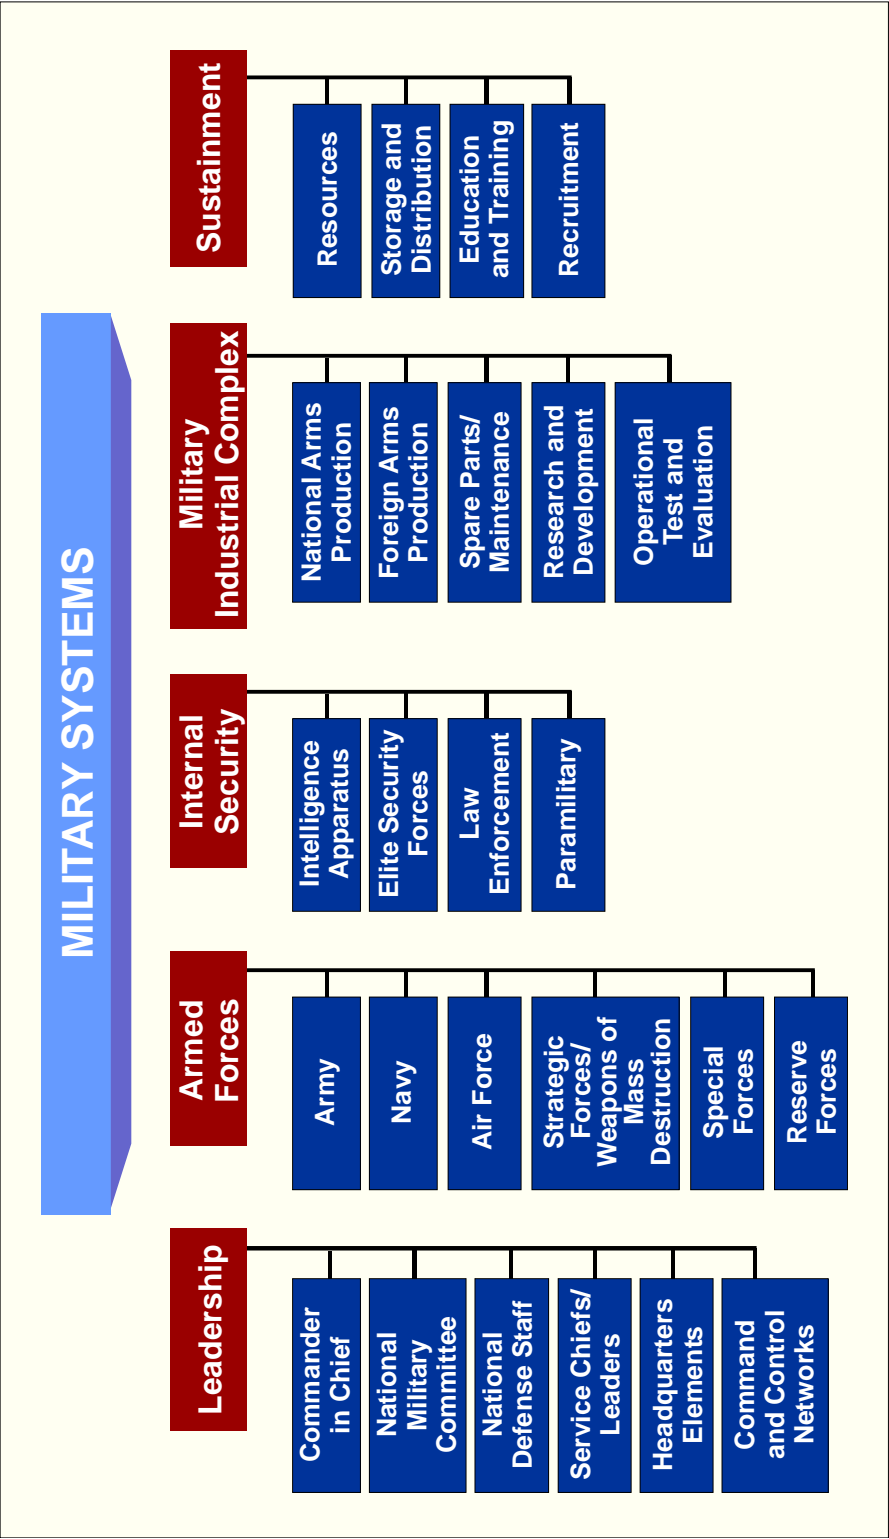 MILITARY SYSTEMS
Leadership
Commander
in Chief
National
Military
Committee
National
Defense Staff
Service Chiefs/
Leaders
Headquarters
Elements
Command
and Control
Networks
Armed
Forces
Army
Navy
Air Force
Strategic
Forces/
Weapons of
Mass
Destruction
Special
Forces
Reserve
Forces
Internal
Security
Intelligence
Apparatus
Elite Security
Forces
Law
Enforcement
Paramilitary
Military
Industrial Complex
National Arms
Production
Foreign Arms
Production
Spare Parts/
Maintenance
Research and
Development
Operational
Test and
Evaluation
Sustainment
Resources
Storage and
Distribution
Education
and Training
Recruitment